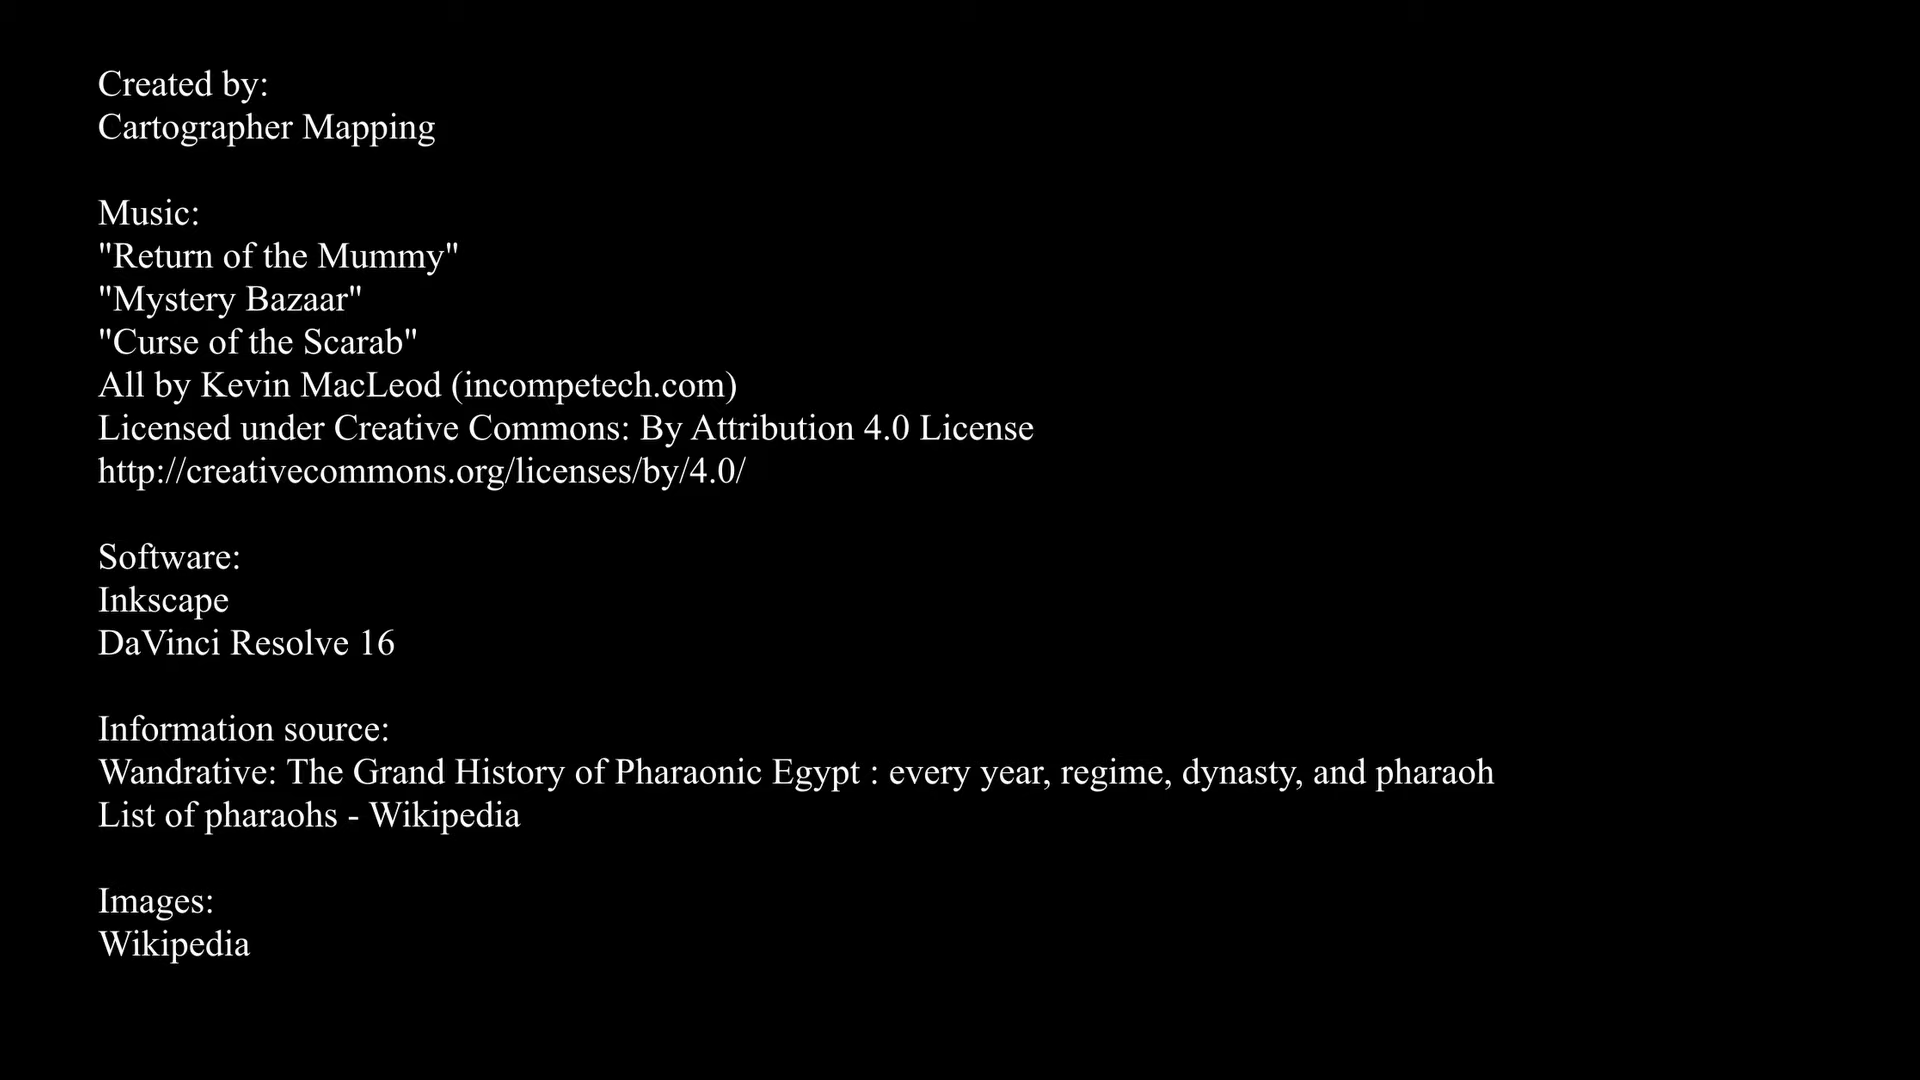 Created by:
Cartographer Mapping
Music:
"Return of the Mummy"
"Mystery Bazaar"
"Curse of the Scarab"
All by Kevin MacLeod (incompetech.com)
Licensed under Creative Commons: By Attribution 4.0 License
http://creativecommons.org/licenses/by/4.0/
Software:
Inkscape
DaVinci Resolve 16
Information source:
Wandrative: The Grand History of Pharaonic Egypt : every year, regime, dynasty, and pharaoh
List of pharaohs - Wikipedia
Images:
Wikipedia